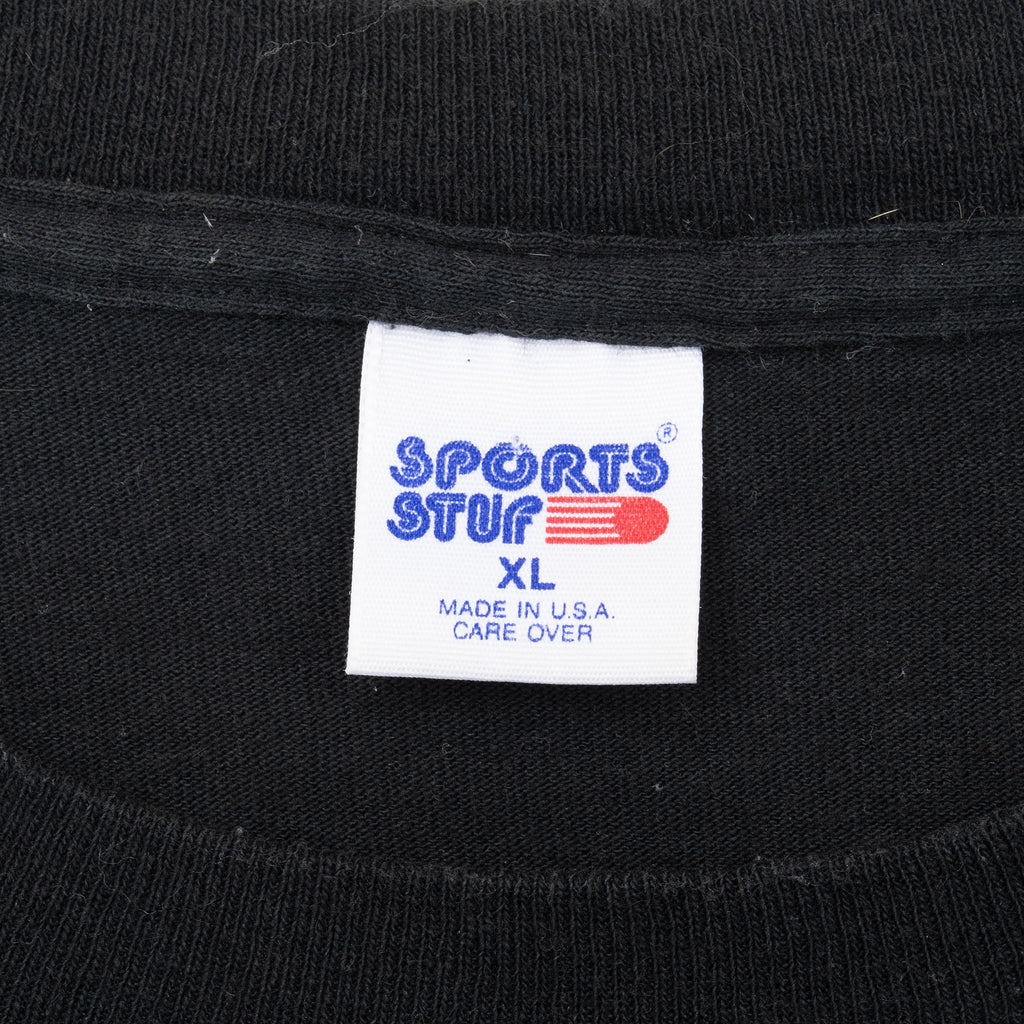 SPORTS®
STUF
XL
MADE IN U.S.A.
CARE OVER